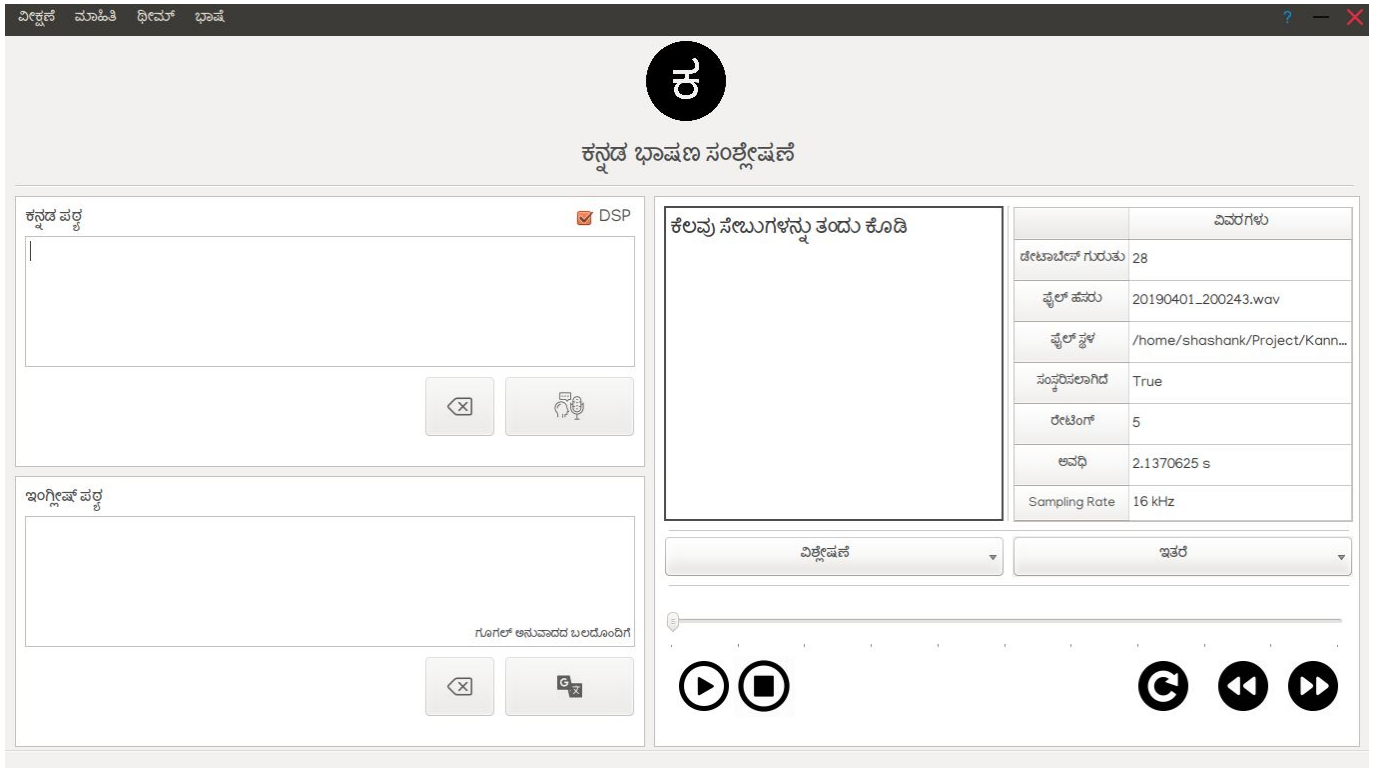 ವೀಕ್ಷಣೆ ಮಾಹಿತಿ ಥೀಮ್ ಭಾಷೆ ?
ಕ
ಕನ್ನಡ ಭಾಷಣ ಸಂಶ್ಲೇಷಣೆ
ಕನ್ನಡ ಪಠ್ಯ DSP
ಇಂಗ್ಲೀಷ್ ಪಠ್ಯ
ಗೂಗಲ್ ಅನುವಾದದ ಬಲದೊಂದಿಗೆ
ಕೆಲವು ಸೇಬುಗಳನ್ನು ತಂದು ಕೊಡಿ
ವಿವರಗಳು
ಡೇಟಾಬೇಸ್ ಗುರುತು 28
ಫೈಲ್ ಹೆಸರು 20190401_200243.wav
ಫೈಲ್ ಸ್ಥಳ /home/shashank/Project/Kann...
ಸಂಸ್ಕರಿಸಲಾಗಿದೆ True
ರೇಟಿಂಗ್ 5
ಅವಧಿ 2.1370625 s
Sampling Rate 16 kHz
ವಿಶ್ಲೇಷಣೆ ಇತರೆ